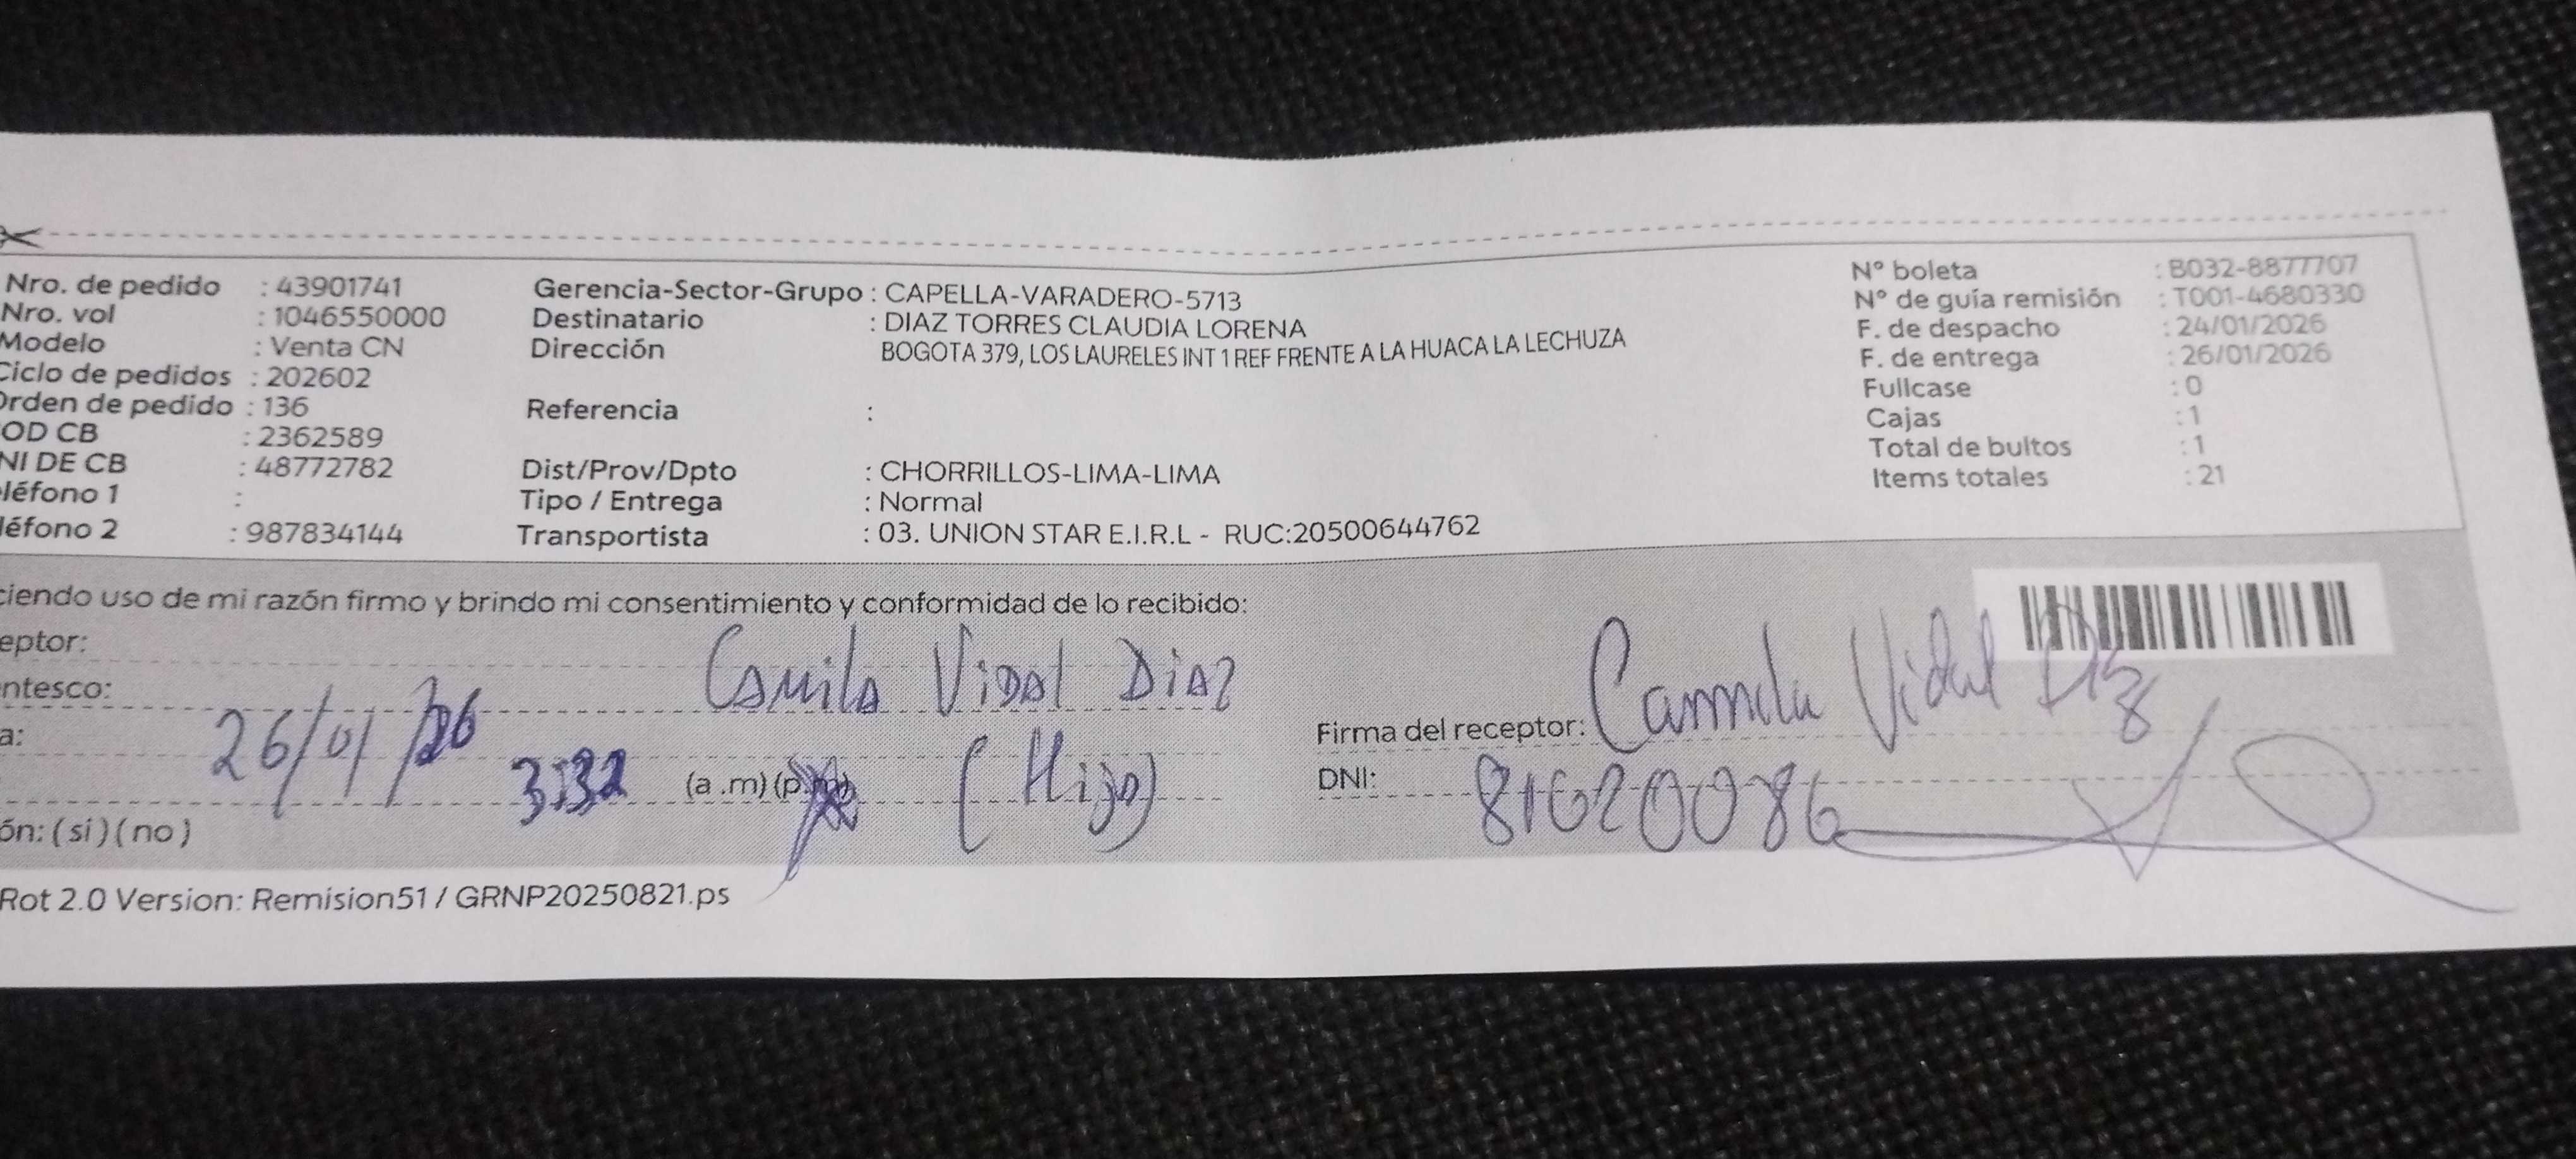 Nro. de pedido : 43901741
Nro. vol : 1046550000
Modelo : Venta CN
Ciclo de pedidos : 202602
Orden de pedido : 136
OD CB : 2362589
NI DE CB : 48772782
léfono 1 :
léfono 2 : 987834144
Gerencia-Sector-Grupo : CAPELLA-VARADERO-5713
Destinatario : DIAZ TORRES CLAUDIA LORENA
Dirección BOGOTA 379, LOS LAURELES INT 1 REF FRENTE A LA HUACA LA LECHUZA
Referencia :
Dist/Prov/Dpto : CHORRILLOS-LIMA-LIMA
Tipo / Entrega : Normal
Transportista : 03. UNION STAR E.I.R.L - RUC:20500644762
N° boleta : B032-8877707
N° de guía remisión : T001-4680330
F. de despacho : 24/01/2026
F. de entrega : 26/01/2026
Fullcase : 0
Cajas : 1
Total de bultos : 1
Items totales : 21
ciendo uso de mi razón firmo y brindo mi consentimiento y conformidad de lo recibido:
eptor: Camila Vidal Diaz
ntesco:
a: 26/01/26
3:32 (a .m) (p.m) (Hijo)
ón: ( si ) ( no )
Firma del receptor: Camila Vidal
DNI: 81620086
Rot 2.0 Version: Remision51 / GRNP20250821.ps